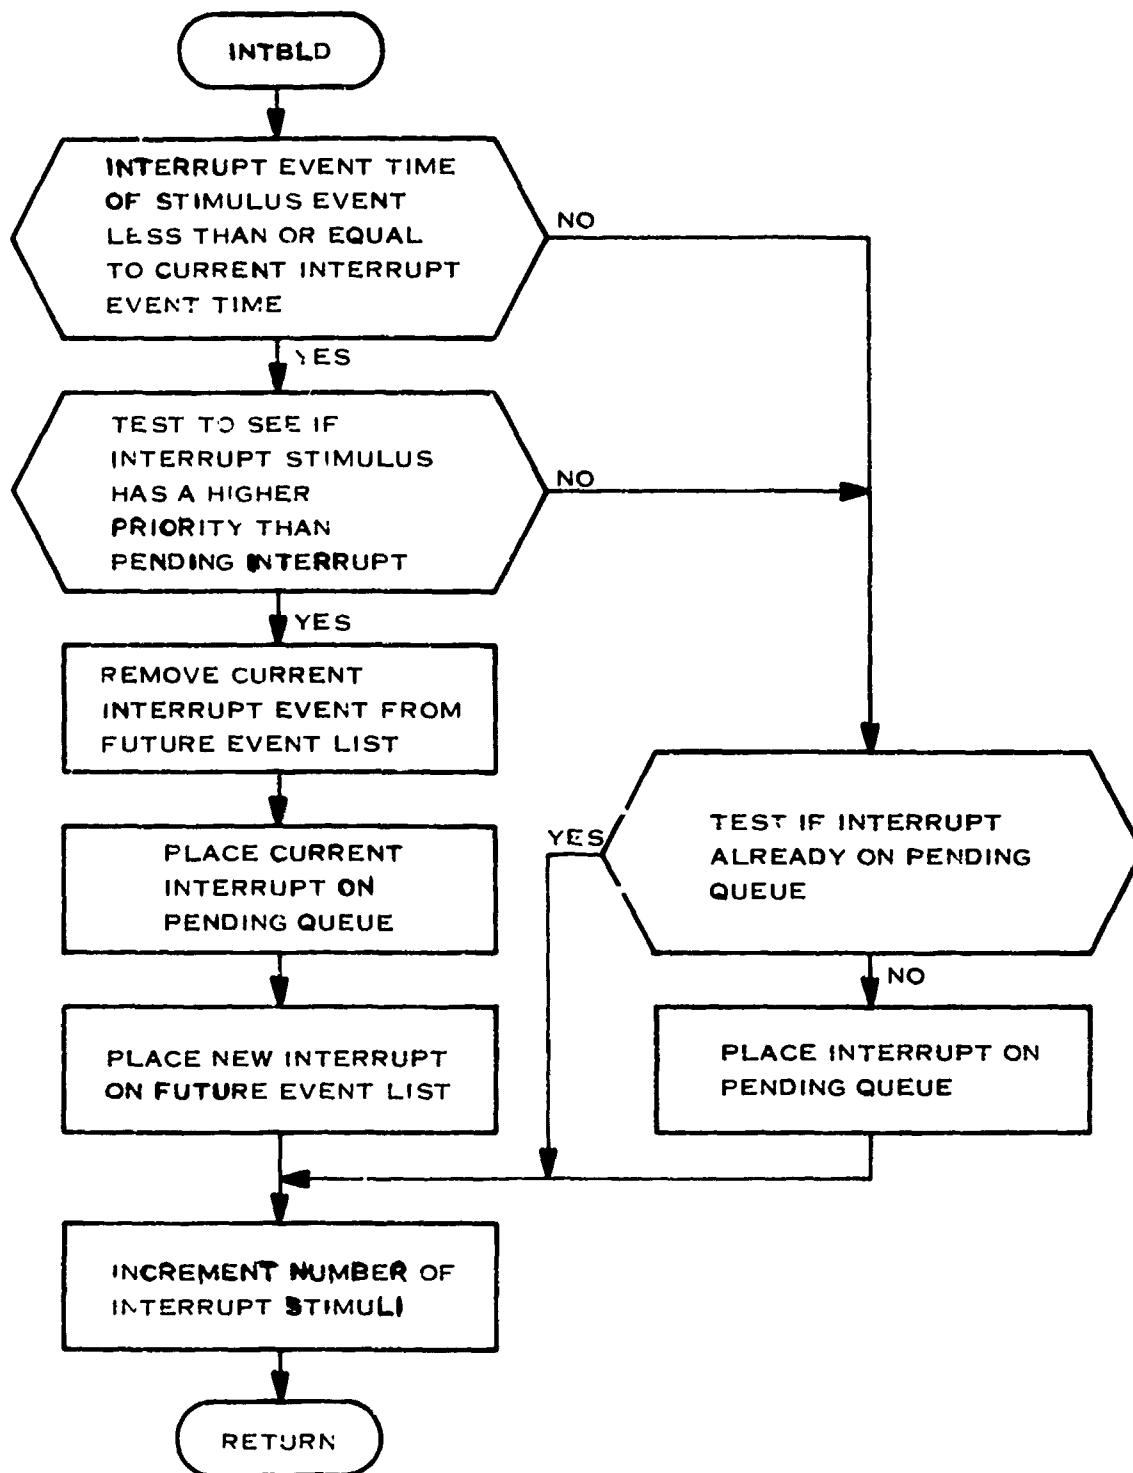 INTBLD
INTERRUPT EVENT TIME
OF STIMULUS EVENT
LESS THAN OR EQUAL
TO CURRENT INTERRUPT
EVENT TIME
NO
YES
TEST TO SEE IF
INTERRUPT STIMULUS
HAS A HIGHER
PRIORITY THAN
PENDING INTERRUPT
NO
YES
REMOVE CURRENT
INTERRUPT EVENT FROM
FUTURE EVENT LIST
PLACE CURRENT
INTERRUPT ON
PENDING QUEUE
PLACE NEW INTERRUPT
ON FUTURE EVENT LIST
YES
TEST IF INTERRUPT
ALREADY ON PENDING
QUEUE
NO
PLACE INTERRUPT ON
PENDING QUEUE
INCREMENT NUMBER OF
INTERRUPT STIMULI
RETURN